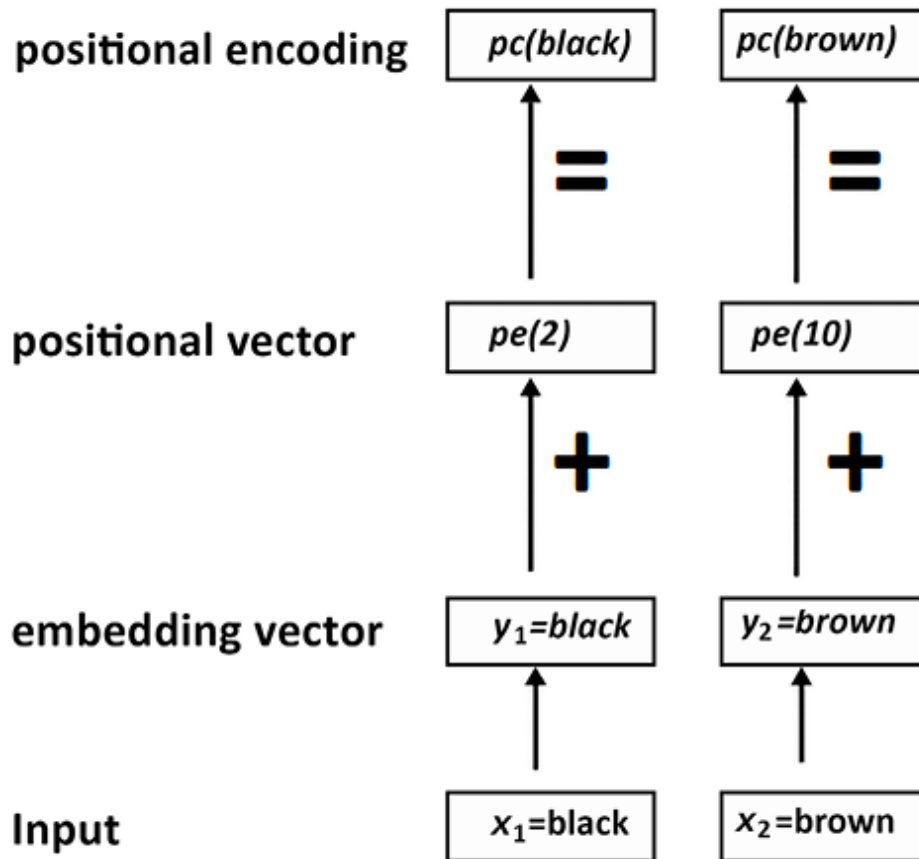 positional encoding pc(black) pc(brown)
= =
positional vector pe(2) pe(10)
+ +
embedding vector y₁=black y₂=brown
Input x₁=black x₂=brown